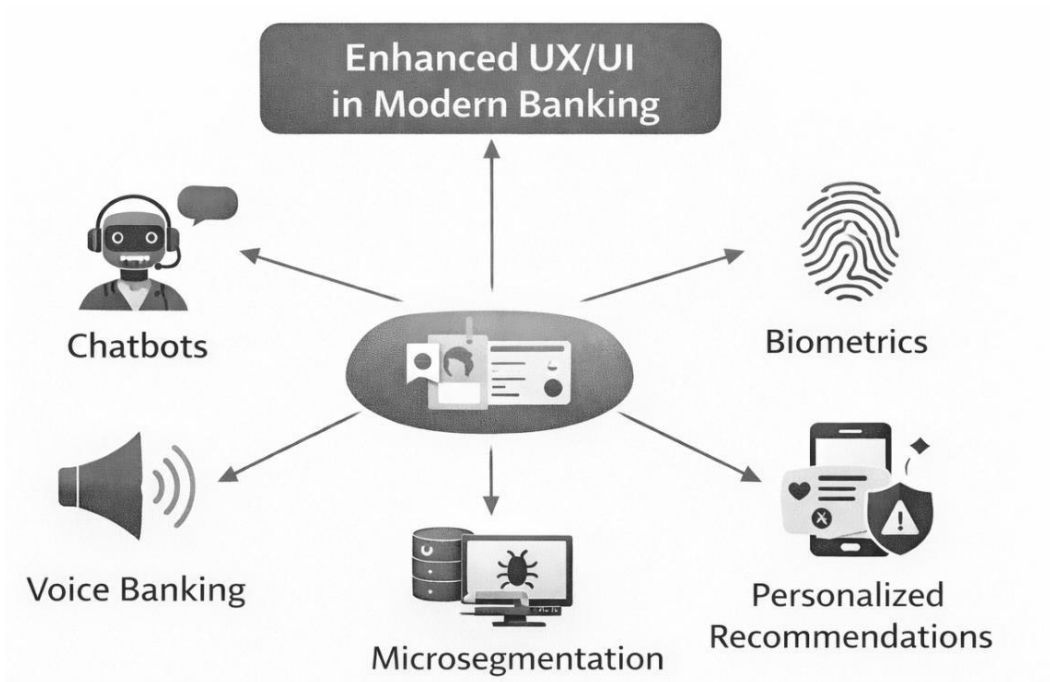 Enhanced UX/UI
in Modern Banking
Chatbots
Biometrics
Voice Banking
Personalized
Recommendations
Microsegmentation